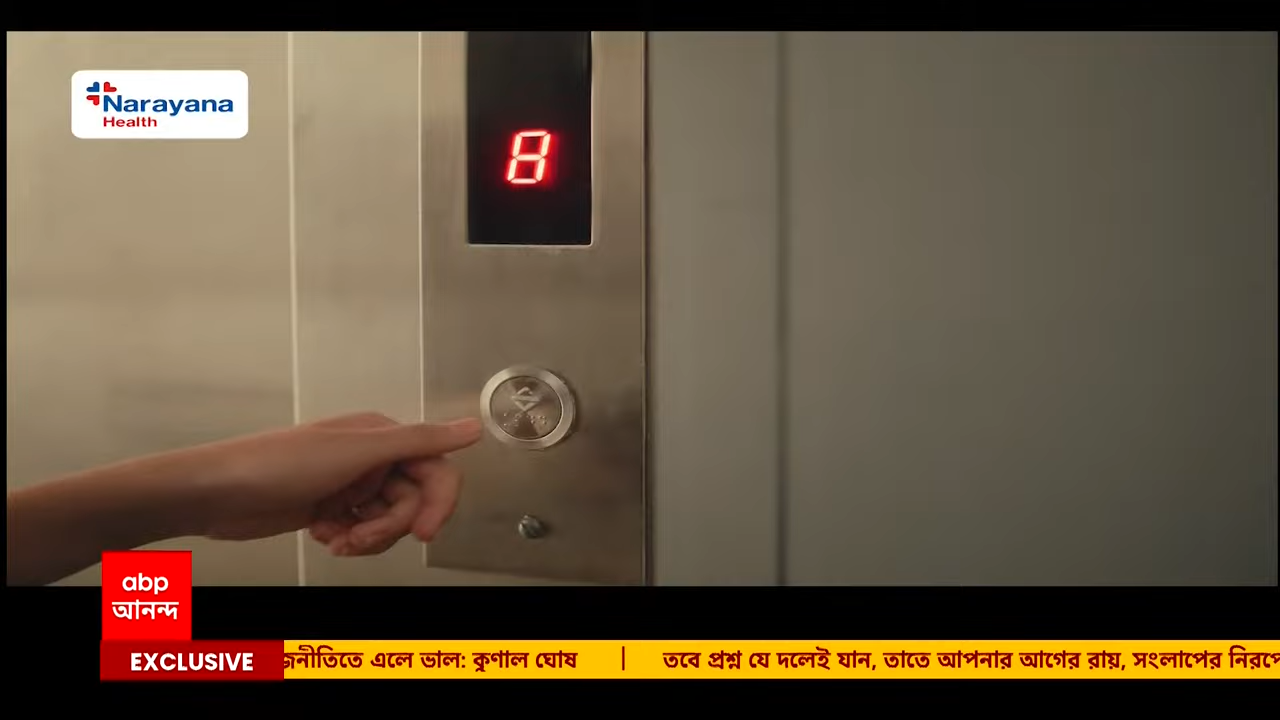 Narayana
Health
8
abp
আনন্দ
EXCLUSIVE
এলে ভাল: কুণাল ঘোষ | তবে প্রশ্ন যে দলেই যান, তাতে আপনার আগের রায়, সংলাপের